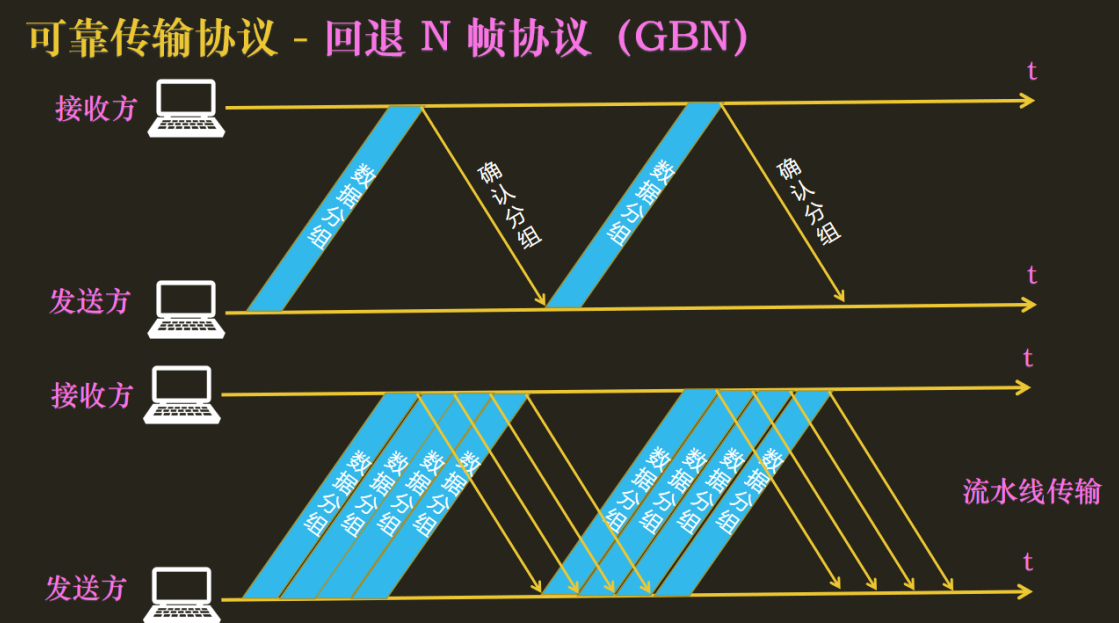 可靠传输协议 - 回退 N 帧协议（GBN）
t
接收方
数据分组
确认分组
数据分组
确认分组
t
发送方
t
接收方
数据分组
数据分组
数据分组
数据分组
数据分组
数据分组
数据分组
数据分组
流水线传输
t
发送方